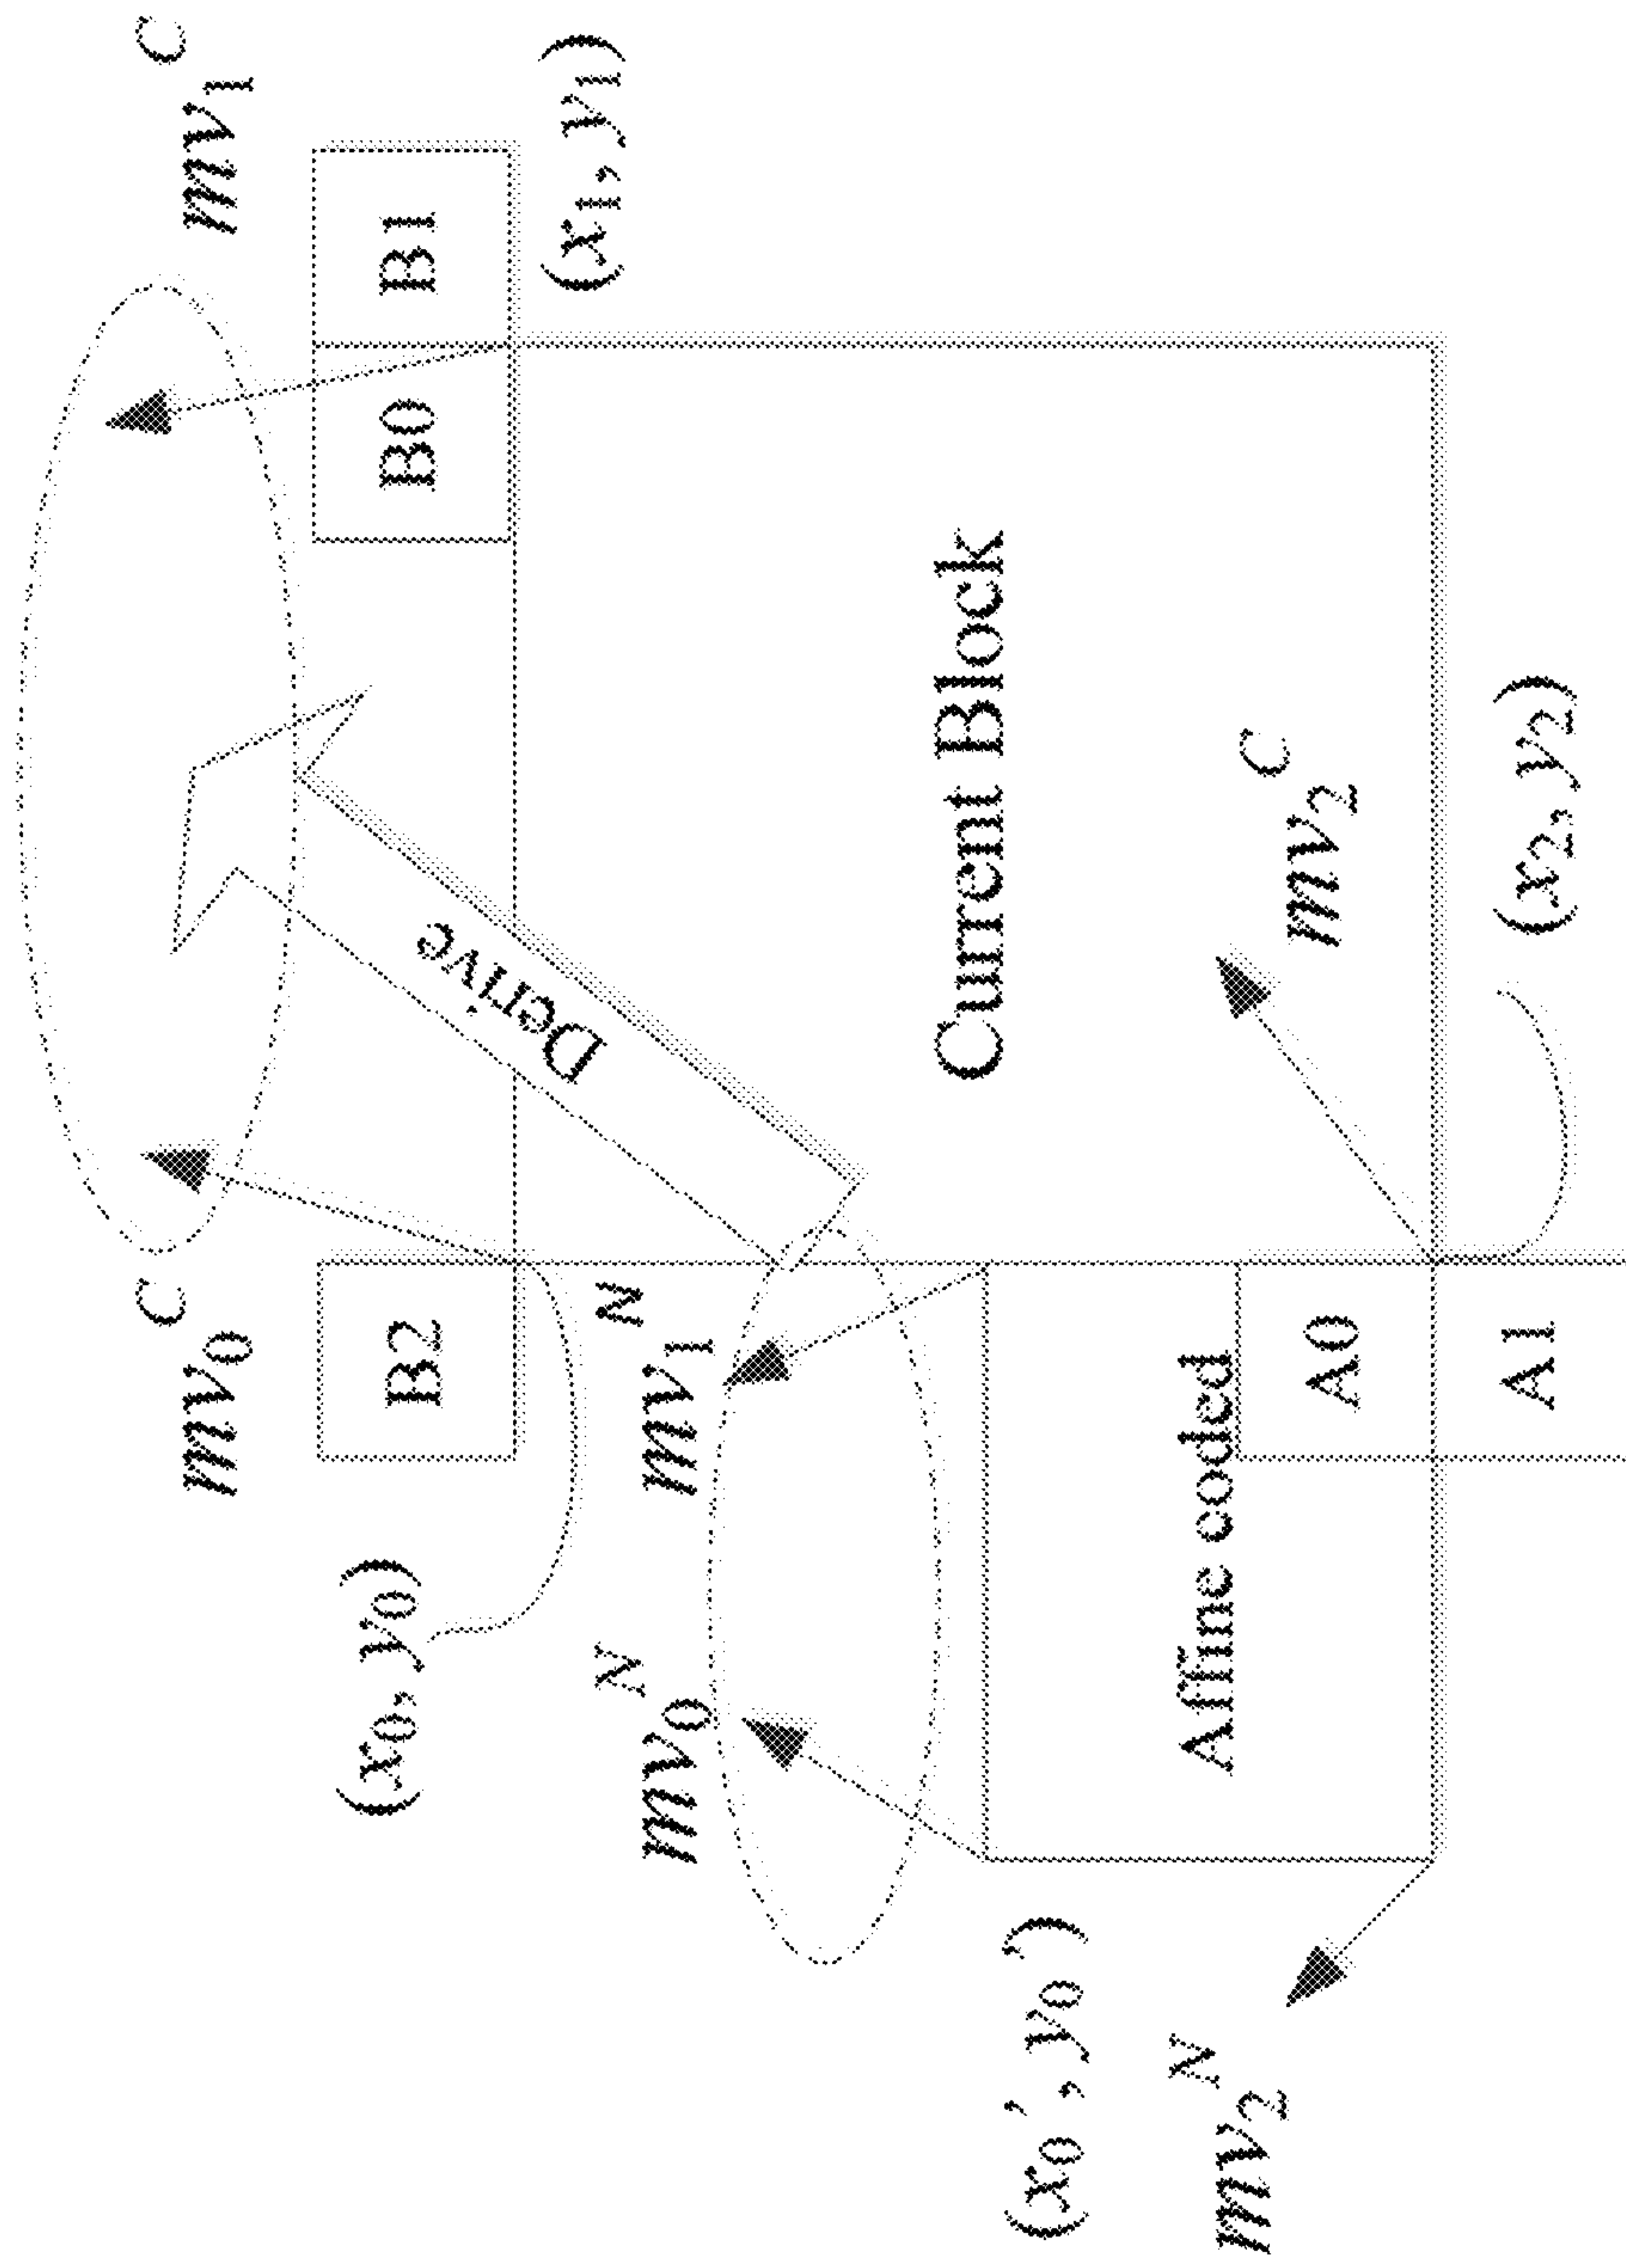 mv₀ᶜ
mv₁ᶜ
B2
B0
B1
(x₀, y₀)
(x₁, y₁)
Derive
mv₀ᴺ
mv₁ᴺ
Current Block
(x₀', y₀')
Affine coded
mv₂ᴺ
A0
mv₂ᶜ
A1
(x₂, y₂)